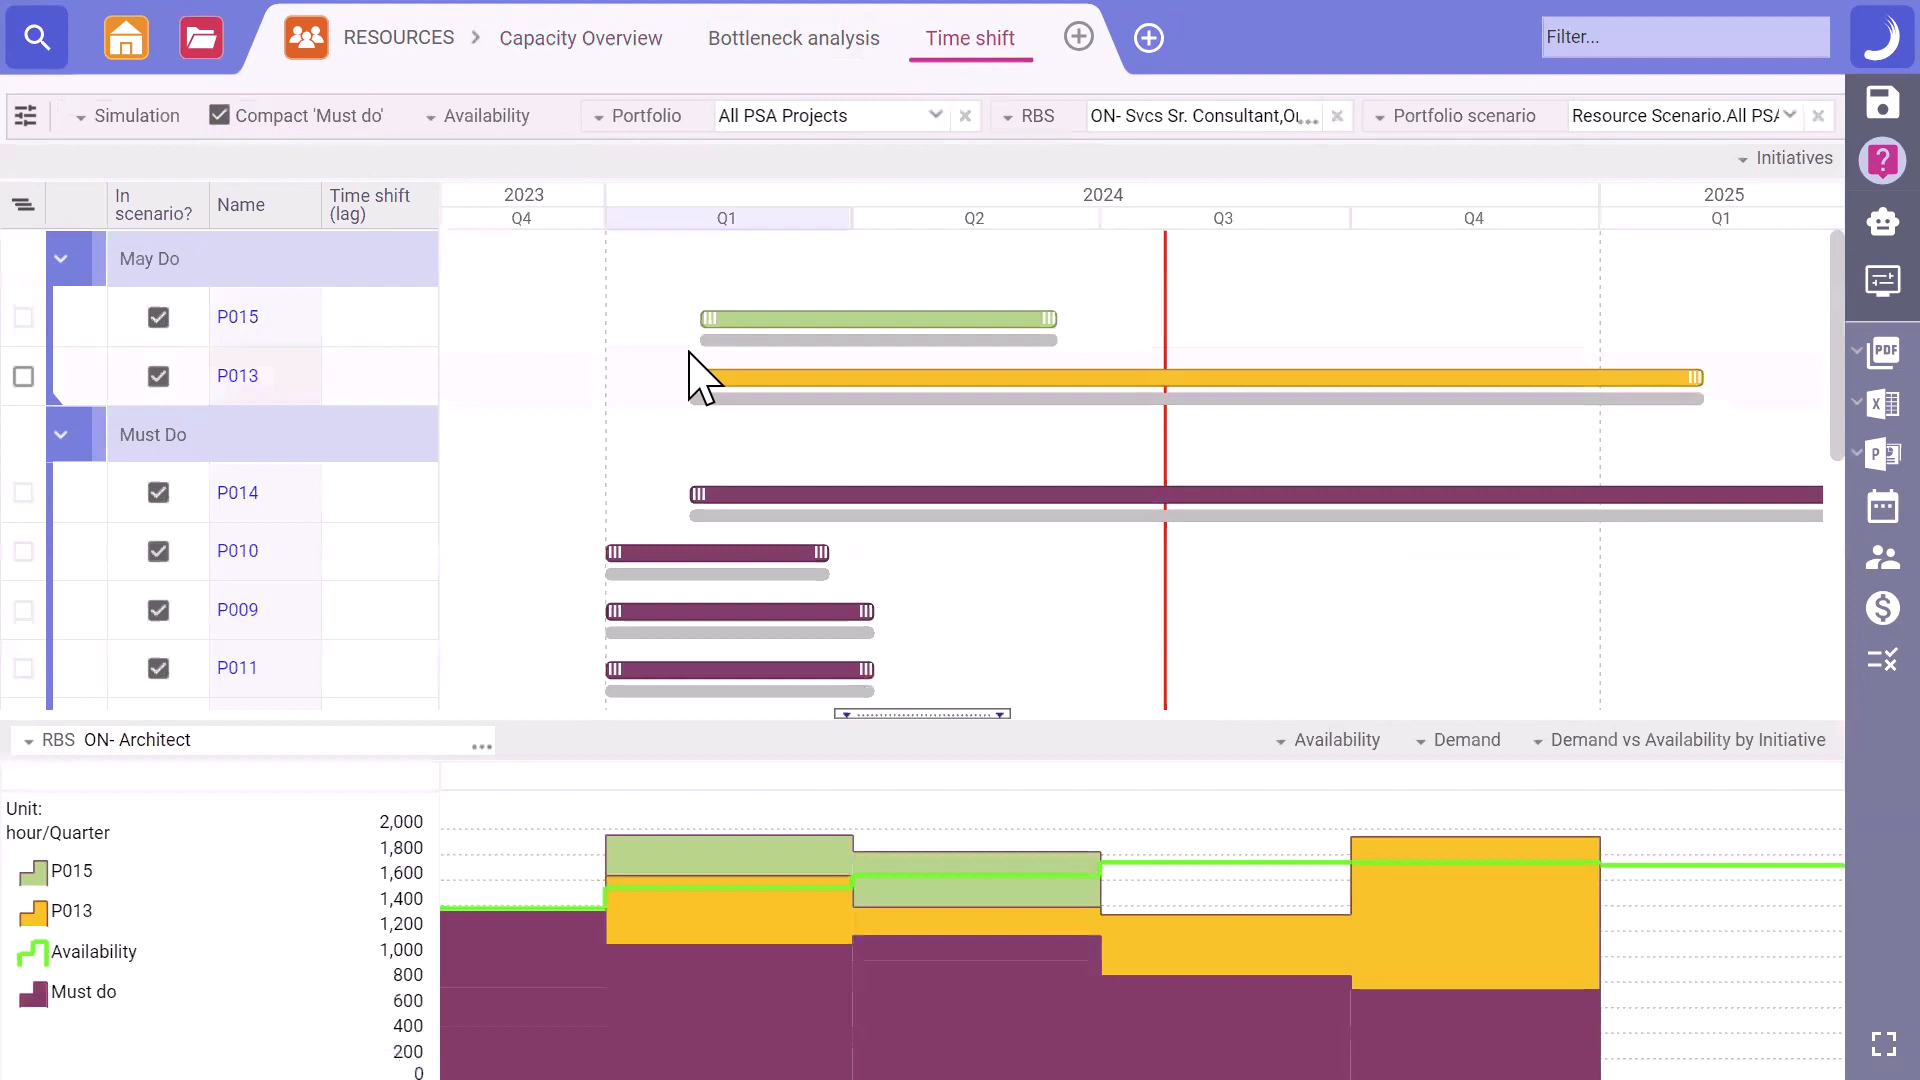 RESOURCES > Capacity Overview Bottleneck analysis Time shift Filter...
Simulation Compact 'Must do' Availability Portfolio All PSA Projects RBS ON- Svcs Sr. Consultant,Ou... Portfolio scenario Resource Scenario.All PSA
Initiatives
In scenario? Name Time shift (lag)
2023 2024 2025
Q4 Q1 Q2 Q3 Q4 Q1
May Do
P015
P013
Must Do
P014
P010
P009
P011
RBS ON- Architect ... Availability Demand Demand vs Availability by Initiative
Unit:
hour/Quarter
P015
P013
Availability
Must do
2,000
1,800
1,600
1,400
1,200
1,000
800
600
400
200
0
PDF
X
P